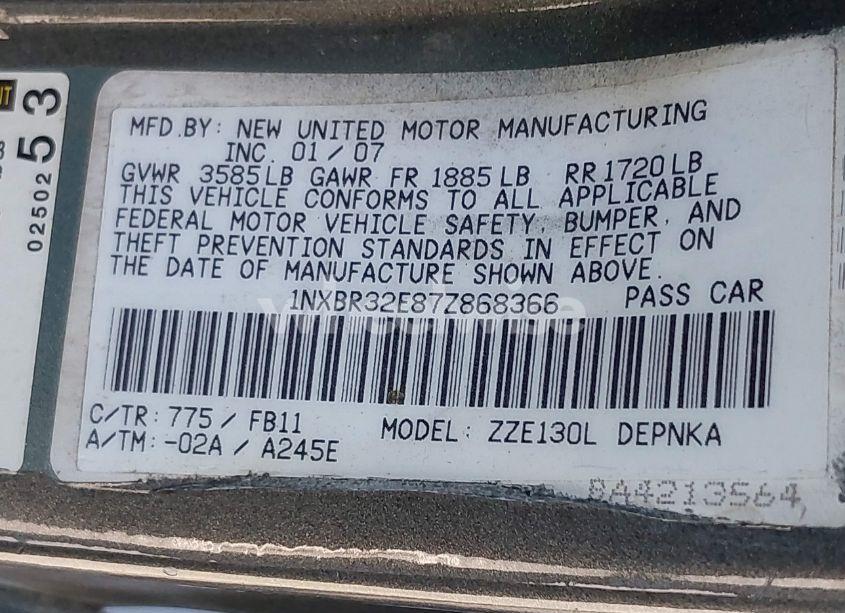 MFD.BY: NEW UNITED MOTOR MANUFACTURING
INC. 01 / 07
GVWR 3585LB GAWR FR 1885LB RR1720LB
THIS VEHICLE CONFORMS TO ALL APPLICABLE
FEDERAL MOTOR VEHICLE SAFETY, BUMPER, AND
THEFT PREVENTION STANDARDS IN EFFECT ON
THE DATE OF MANUFACTURE SHOWN ABOVE.
1NXBR32E87Z868366 PASS CAR
C/TR: 775 / FB11
A/TM: -02A / A245E
MODEL: ZZE130L DEPNKA
8A4213564,
02502 53